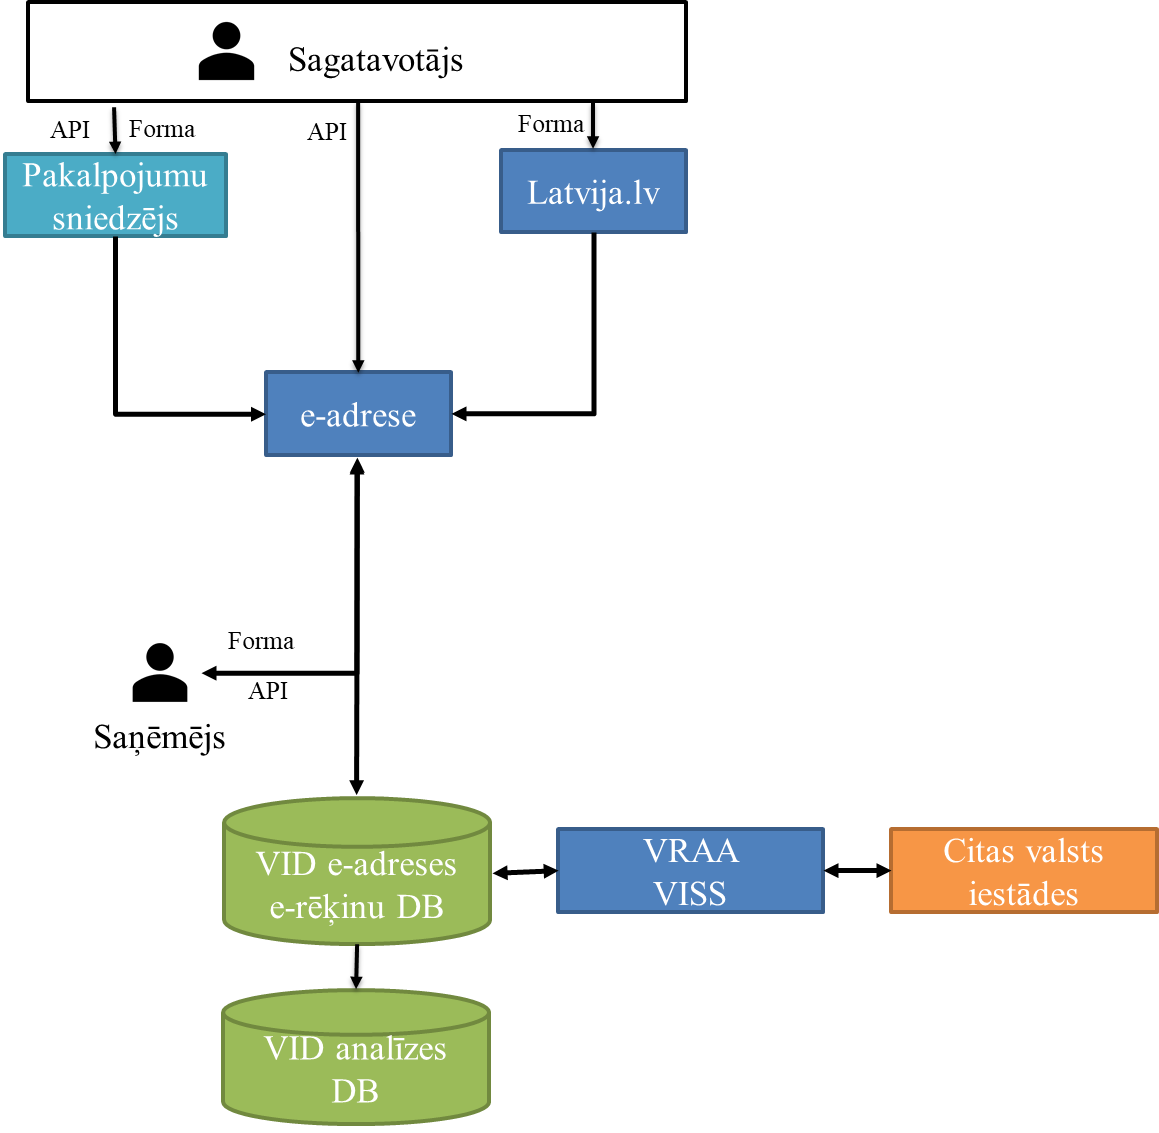 Sagatavotājs
API
Forma
API
Forma
Pakalpojumu
sniedzējs
Latvija.lv
e-adrese
Forma
API
Saņēmējs
VID e-adreses
e-rēķinu DB
VRAA
VISS
Citas valsts
iestādes
VID analīzes
DB